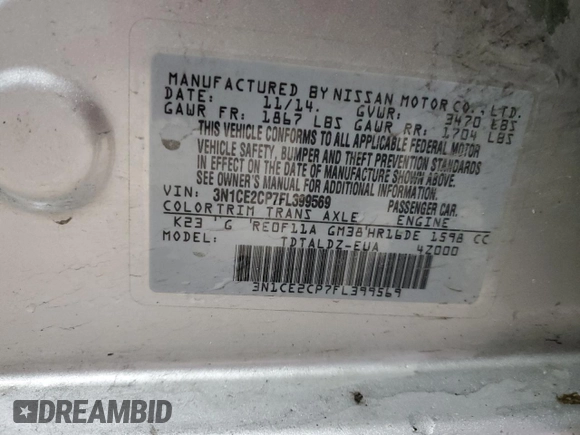 MANUFACTURED BY NISSAN MOTOR CO., LTD.
DATE: 11/14. GVWR: 3470 LBS
GAWR FR: 1867 LBS GAWR RR: 1704 LBS
THIS VEHICLE CONFORMS TO ALL APPLICABLE FEDERAL MOTOR
VEHICLE SAFETY, BUMPER AND THEFT PREVENTION STANDARDS
IN EFFECT ON THE DATE OF MANUFACTURE SHOWN ABOVE.
SEE OWNER'S MANUAL FOR ADDITIONAL INFORMATION.
VIN: 3N1CE2CP7FL399569 PASSENGER CAR.
COLOR TRIM TRANS AXLE ENGINE
K23 G RE0F11A GM38 HR16DE 1598 CC
TDTALDZ-EUA 4Z000
3N1CE2CP7FL399569
DREAMBID